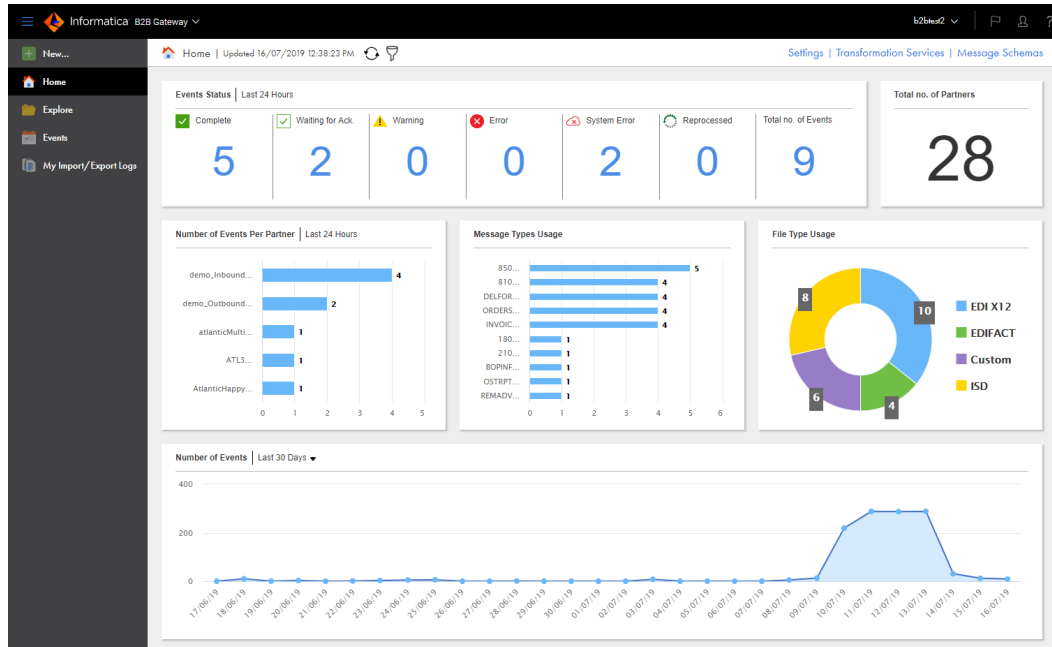 Informatica B2B Gateway
b2btest2
?
New...
Home
Explore
Events
My Import/Export Logs
Home | Updated 16/07/2019 12:38:23 PM
Settings | Transformation Services | Message Schemas
Events Status | Last 24 Hours
Complete
Waiting for Ack.
Warning
Error
System Error
Reprocessed
Total no. of Events
5
2
0
0
2
0
9
Total no. of Partners
28
Number of Events Per Partner | Last 24 Hours
demo_Inbound... 4
demo_Outbound... 2
atlanticMulti... 1
ATL3... 1
AtlanticHappy... 1
0 1 2 3 4 5
Message Types Usage
850... 5
810... 4
DELFOR... 4
ORDERS... 4
INVOIC... 4
180... 1
210... 1
BOPINF... 1
OSTRPT... 1
REMADV... 1
0 1 2 3 4 5 6
File Type Usage
8
10
6
4
EDI X12
EDIFACT
Custom
ISD
Number of Events | Last 30 Days
400
200
0
17/06/19 18/06/19 19/06/19 20/06/19 21/06/19 22/06/19 23/06/19 24/06/19 25/06/19 26/06/19 27/06/19 28/06/19 29/06/19 30/06/19 01/07/19 02/07/19 03/07/19 04/07/19 05/07/19 06/07/19 07/07/19 08/07/19 09/07/19 10/07/19 11/07/19 12/07/19 13/07/19 14/07/19 15/07/19 16/07/19